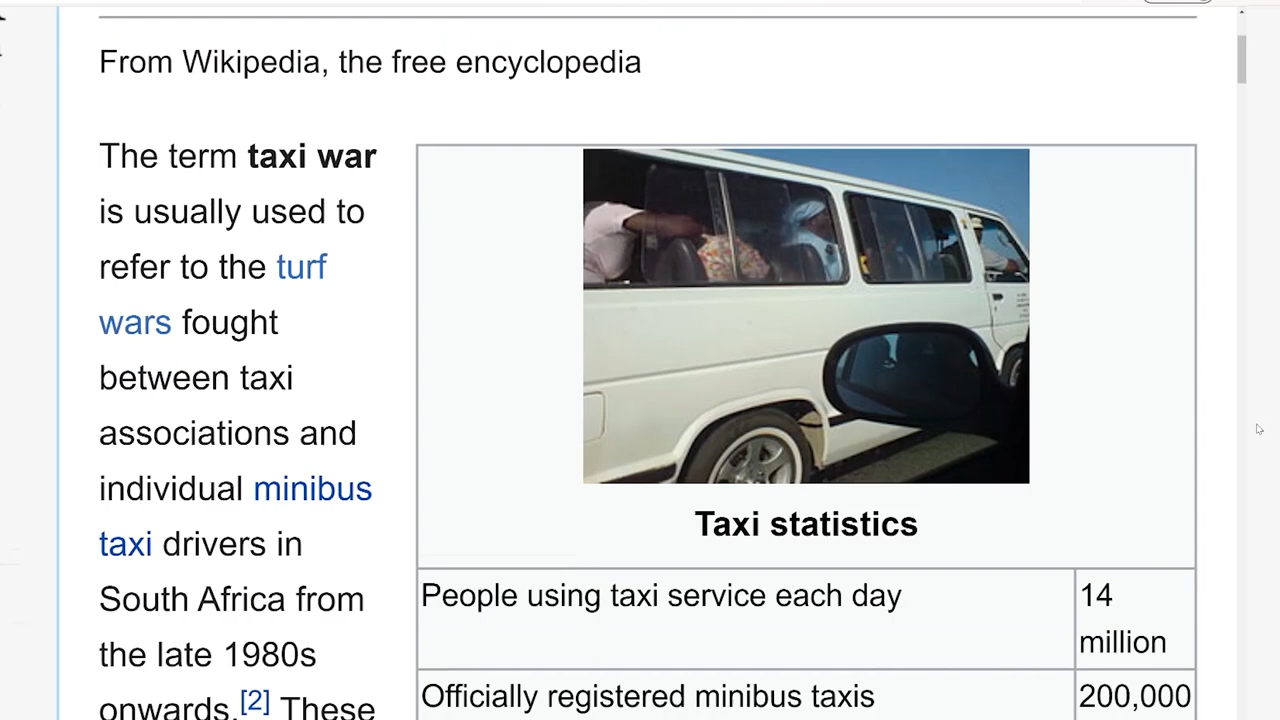 From Wikipedia, the free encyclopedia
The term taxi war
is usually used to
refer to the turf
wars fought
between taxi
associations and
individual minibus
taxi drivers in
South Africa from
the late 1980s
onwards.[2] These
Taxi statistics
People using taxi service each day 14
million
Officially registered minibus taxis 200,000